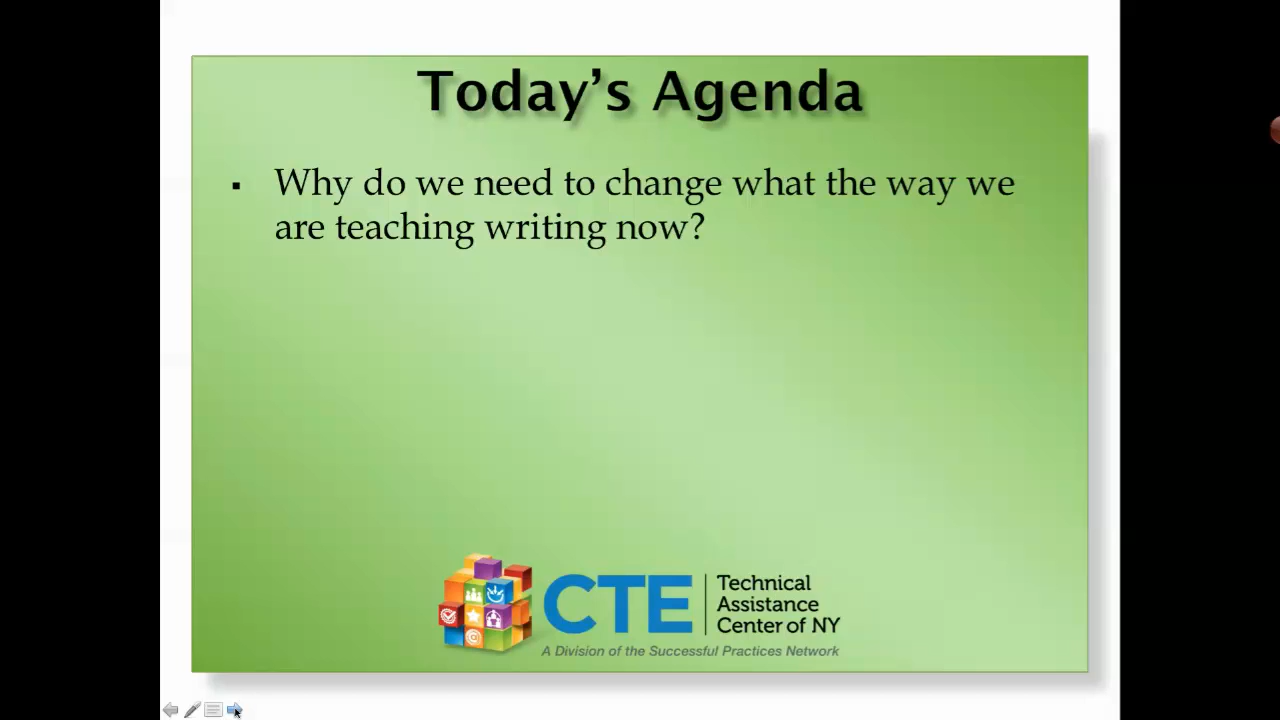 Today’s Agenda
▪ Why do we need to change what the way we
are teaching writing now?
CTE
Technical
Assistance
Center of NY
A Division of the Successful Practices Network